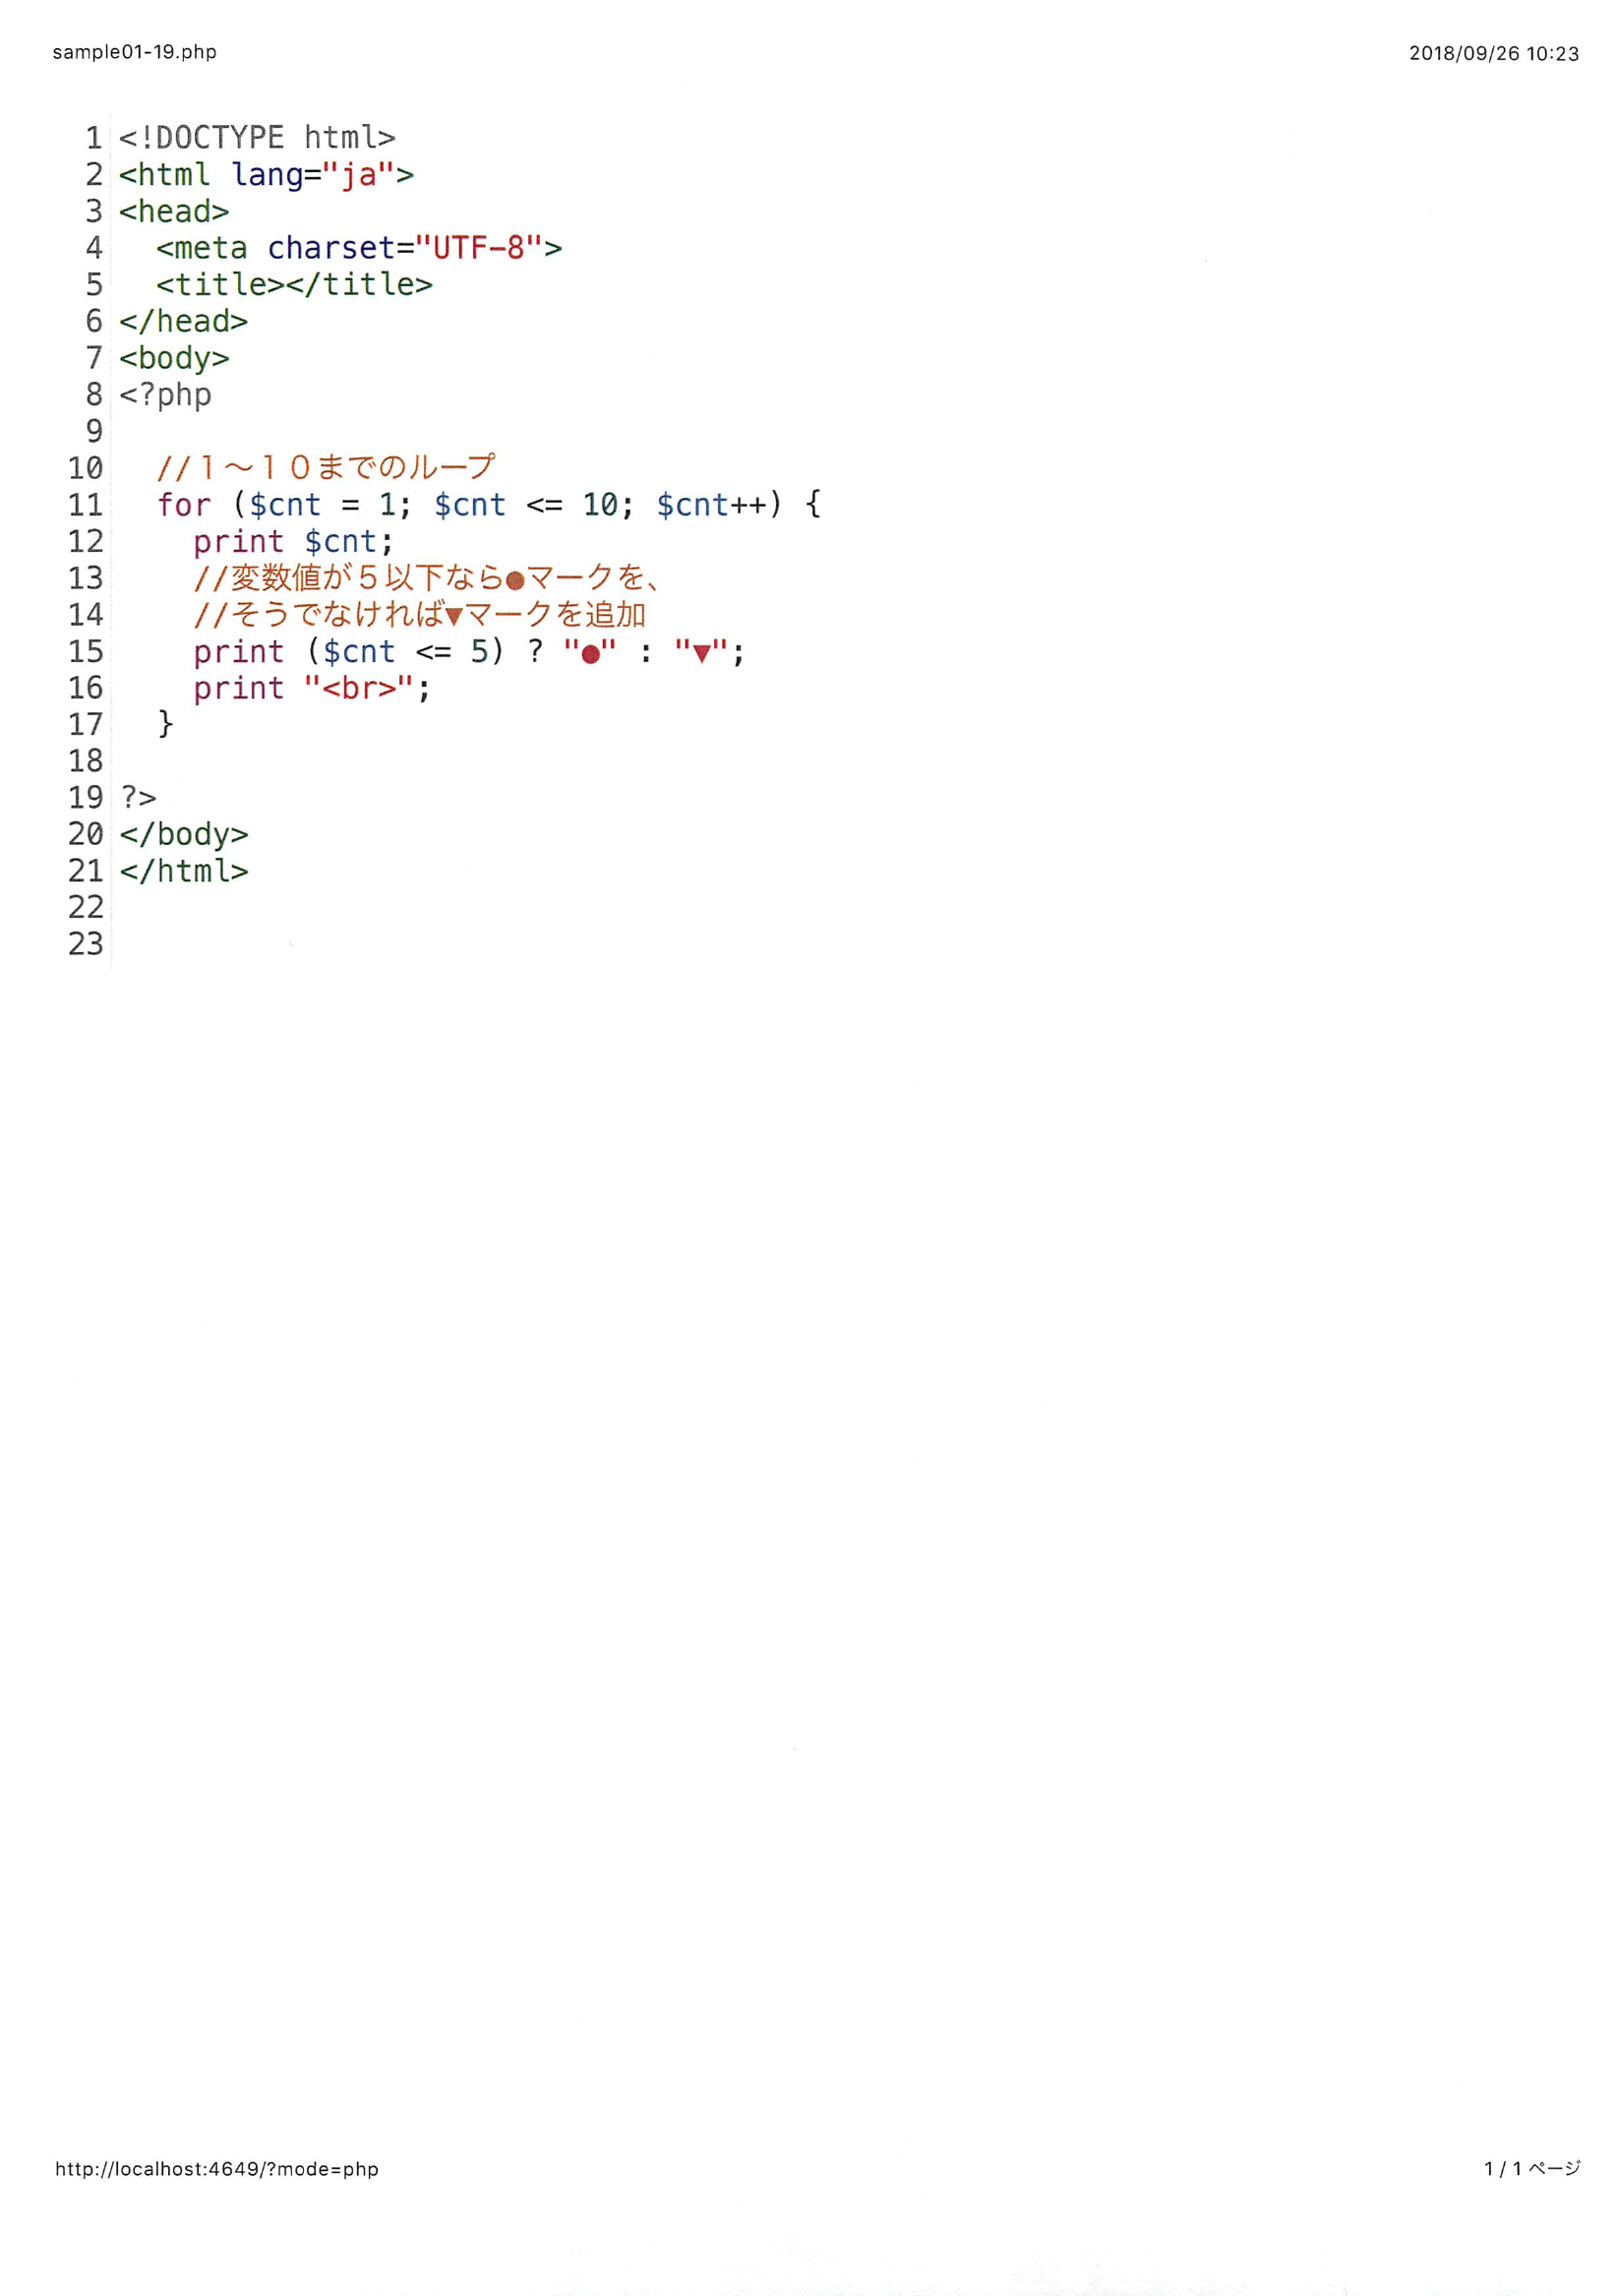 sample01-19.php
2018/09/26 10:23
1 <!DOCTYPE html>
2 <html lang="ja">
3 <head>
4   <meta charset="UTF-8">
5   <title></title>
6 </head>
7 <body>
8 <?php
9
10   //１〜１０までのループ
11   for ($cnt = 1; $cnt <= 10; $cnt++) {
12     print $cnt;
13     //変数値が５以下なら●マークを、
14     //そうでなければ▼マークを追加
15     print ($cnt <= 5) ? "●" : "▼";
16     print "<br>";
17   }
18
19 ?>
20 </body>
21 </html>
22
23
http://localhost:4649/?mode=php
1 / 1 ページ